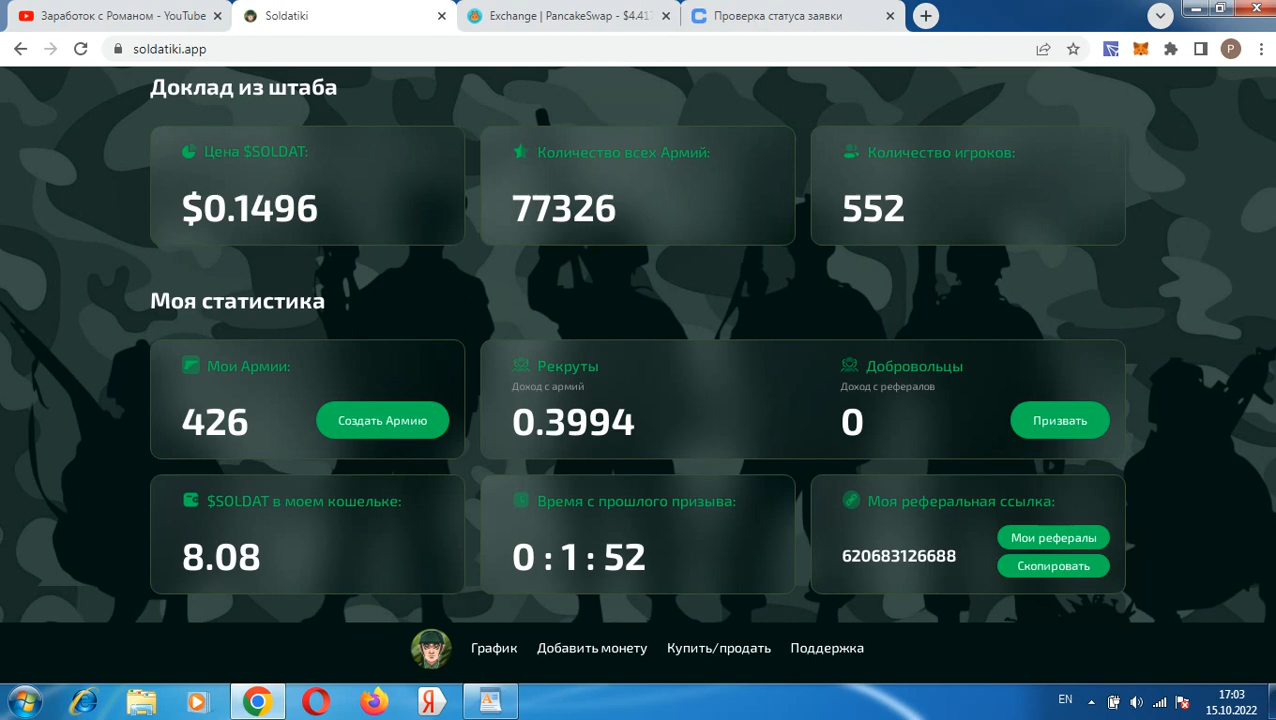 Заработок с Романом - YouTube
Soldatiki
Exchange | PancakeSwap - $4.417
Проверка статуса заявки
soldatiki.app
P
Доклад из штаба
Цена $SOLDAT:
Количество всех Армий:
Количество игроков:
$0.1496
77326
552
Моя статистика
Мои Армии:
Рекруты
Добровольцы
Доход с армий
Доход с рефералов
426
Создать Армию
0.3994
0
Призвать
$SOLDAT в моем кошельке:
Время с прошлого призыва:
Моя реферальная ссылка:
8.08
0 : 1 : 52
620683126688
Мои рефералы
Скопировать
График
Добавить монету
Купить/продать
Поддержка
EN
17:03
15.10.2022